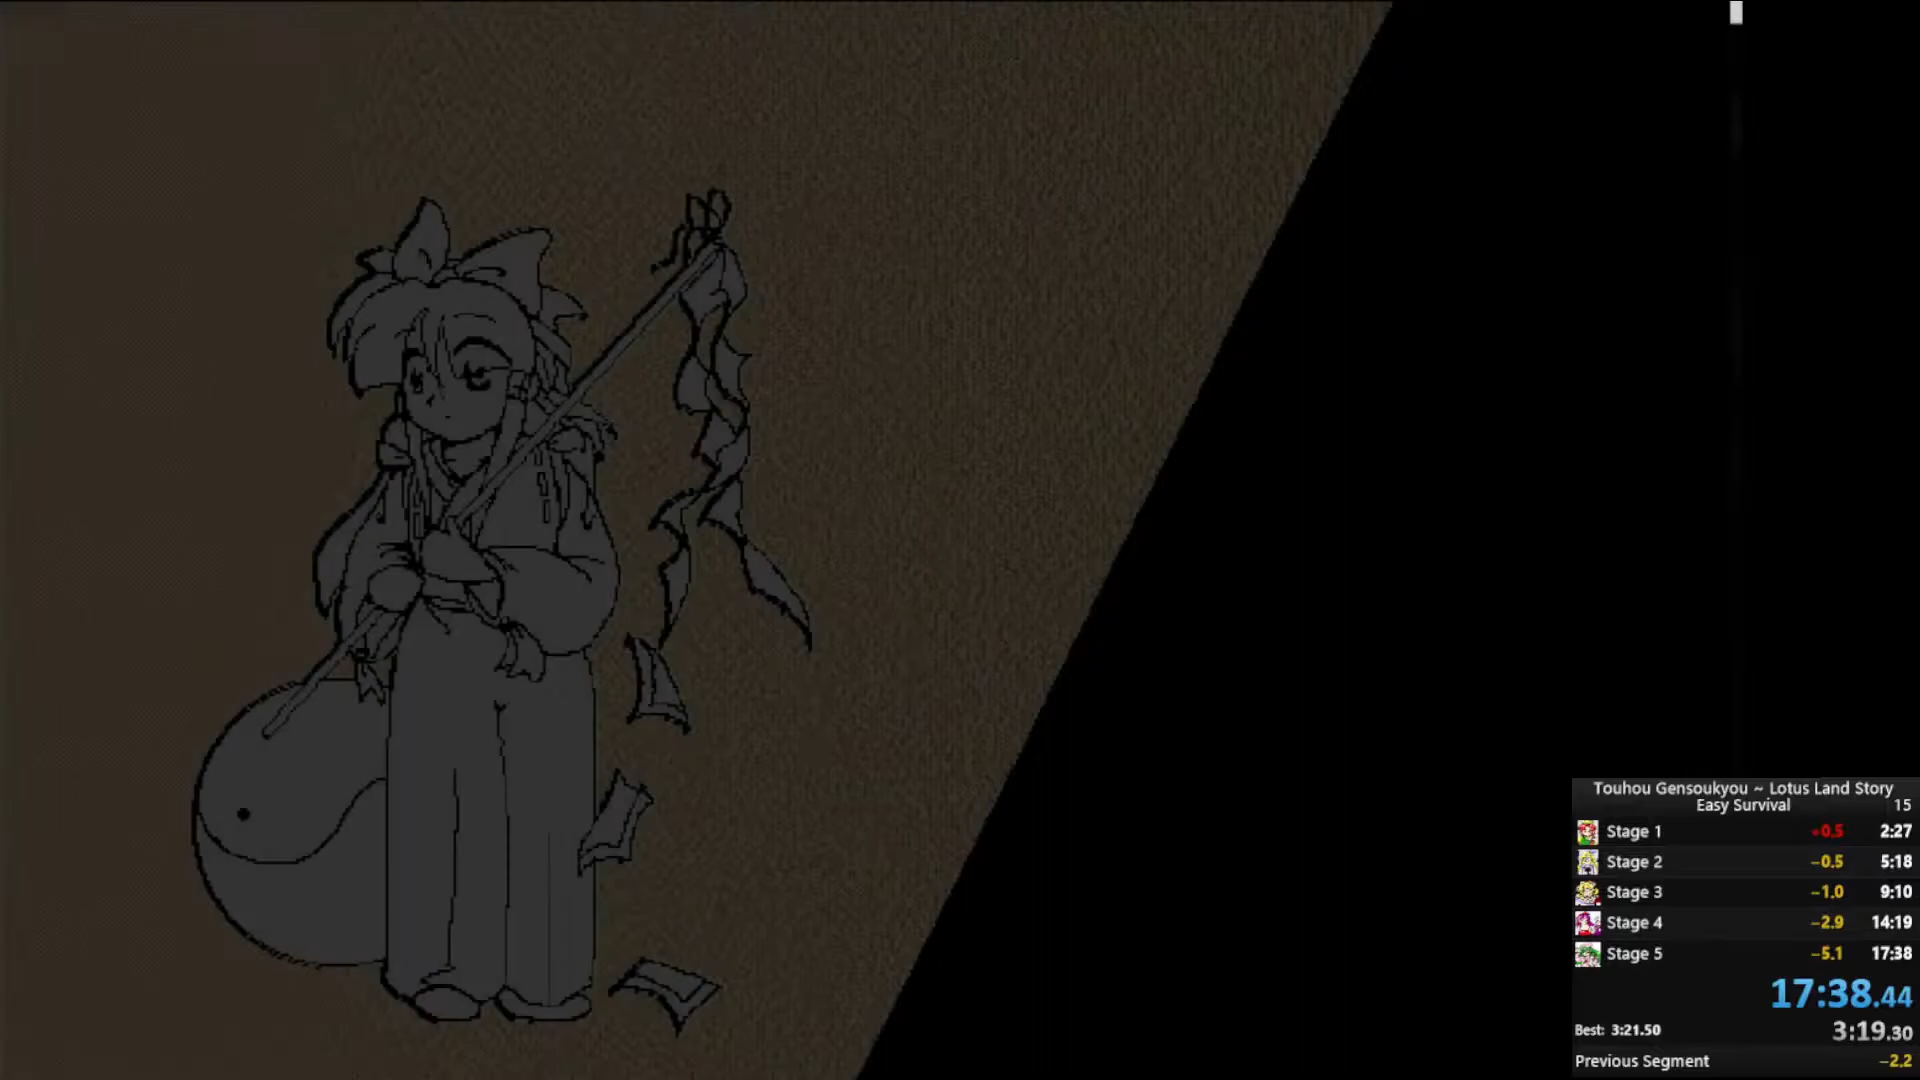 Touhou Gensoukyou ~ Lotus Land Story
Easy Survival 15
Stage 1 +0.5 2:27
Stage 2 −0.5 5:18
Stage 3 −1.0 9:10
Stage 4 −2.9 14:19
Stage 5 −5.1 17:38
17:38.44
Best: 3:21.50 3:19.30
Previous Segment −2.2